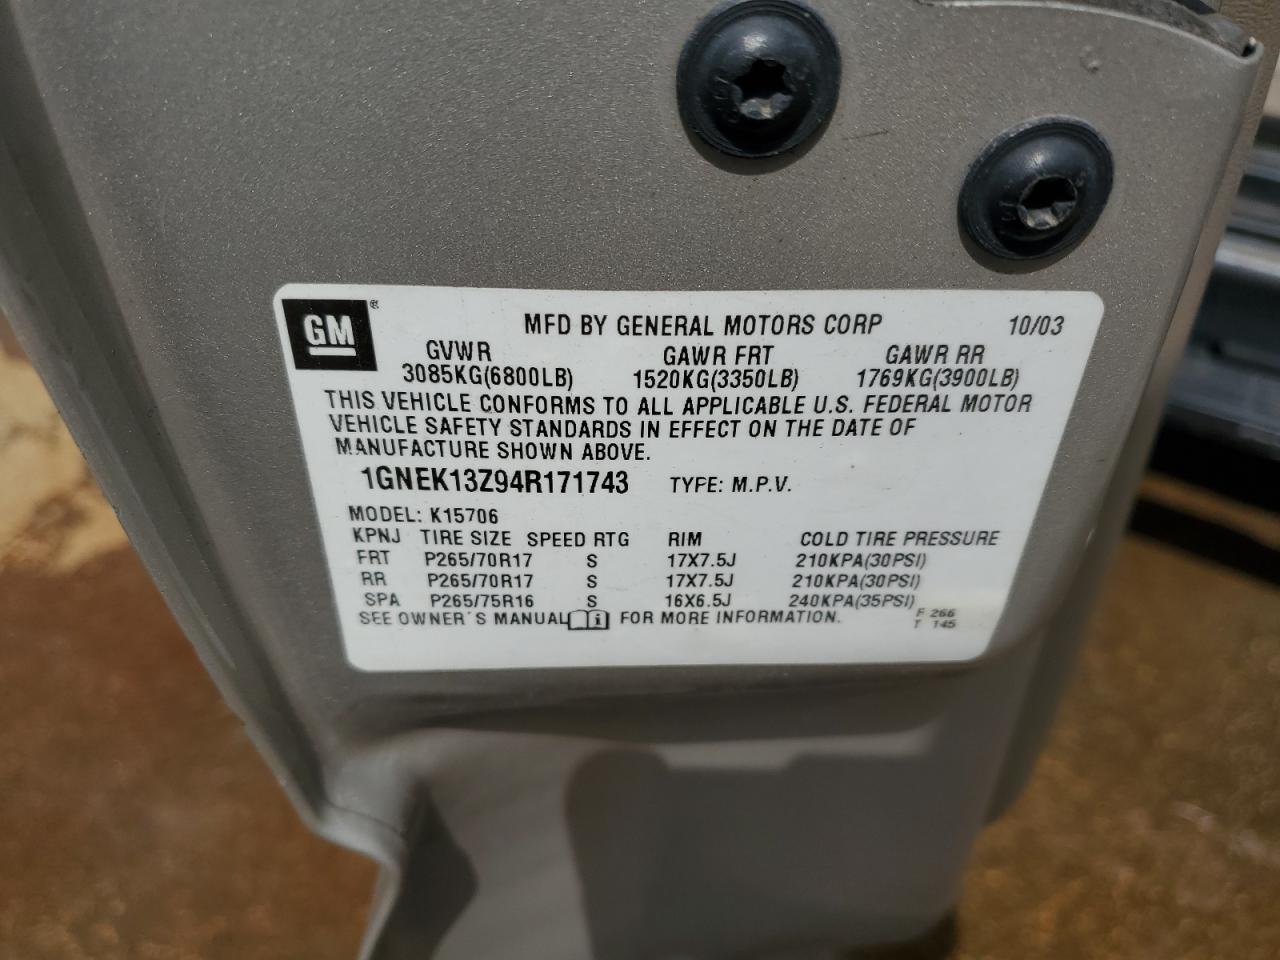 GM ®
MFD BY GENERAL MOTORS CORP 10/03
GVWR GAWR FRT GAWR RR
3085KG(6800LB) 1520KG(3350LB) 1769KG(3900LB)
THIS VEHICLE CONFORMS TO ALL APPLICABLE U.S. FEDERAL MOTOR
VEHICLE SAFETY STANDARDS IN EFFECT ON THE DATE OF
MANUFACTURE SHOWN ABOVE.
1GNEK13Z94R171743 TYPE: M.P.V.
MODEL: K15706
KPNJ TIRE SIZE SPEED RTG RIM COLD TIRE PRESSURE
FRT P265/70R17 S 17X7.5J 210KPA(30PSI)
RR P265/70R17 S 17X7.5J 210KPA(30PSI)
SPA P265/75R16 S 16X6.5J 240KPA(35PSI)
SEE OWNER'S MANUAL i FOR MORE INFORMATION.
F 266
T 145